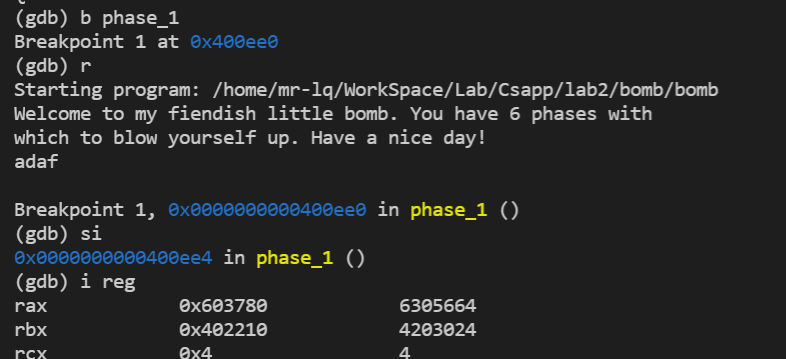 (gdb) b phase_1
Breakpoint 1 at 0x400ee0
(gdb) r
Starting program: /home/mr-lq/WorkSpace/Lab/Csapp/lab2/bomb/bomb
Welcome to my fiendish little bomb. You have 6 phases with
which to blow yourself up. Have a nice day!
adaf
Breakpoint 1, 0x0000000000400ee0 in phase_1 ()
(gdb) si
0x0000000000400ee4 in phase_1 ()
(gdb) i reg
rax 0x603780 6305664
rbx 0x402210 4203024
rcx 0x4 4